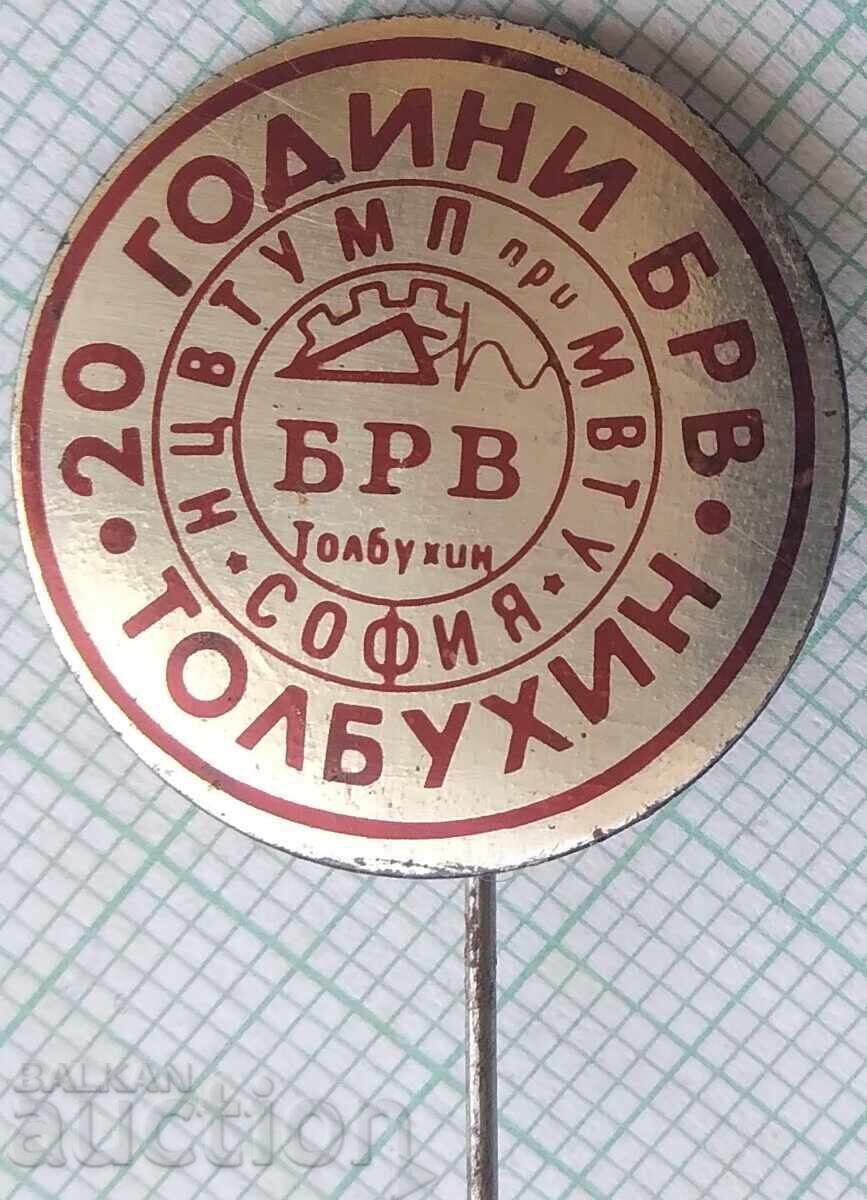 • 20 ГОДИНИ БРВ •
ТОЛБУХИН
НЦВТУМП при МВТУ
* СОФИЯ *
БРВ
Толбухин
BALKAN
auction